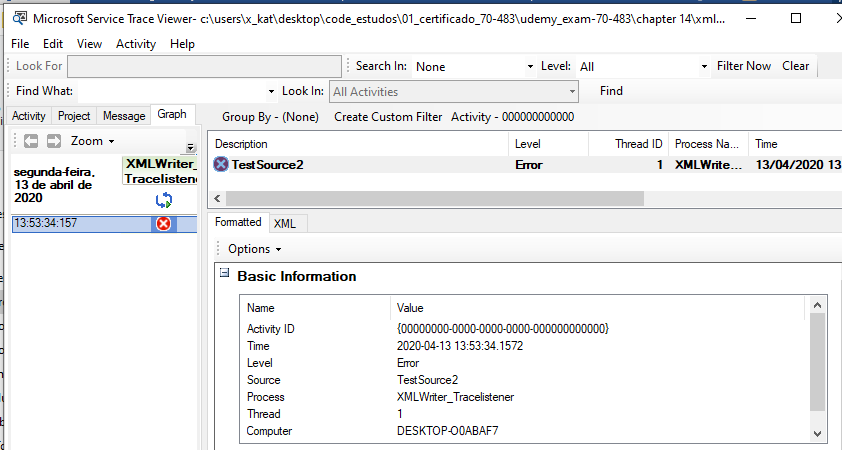 Microsoft Service Trace Viewer- c:\users\x_kat\desktop\code_estudos\01_certificado_70-483\udemy_exam-70-483\chapter 14\xml...
File Edit View Activity Help
Look For Search In: None Level: All Filter Now Clear
Find What: Look In: All Activities Find
Activity Project Message Graph
Group By - (None) Create Custom Filter Activity - 000000000000
Zoom
Description Level Thread ID Process Na... Time
TestSource2 Error 1 XMLWrite... 13/04/2020 13
segunda-feira,
13 de abril de
2020
XMLWriter_
Tracelistener
13:53:34:157
Formatted XML
Options
Basic Information
Name Value
Activity ID {00000000-0000-0000-0000-000000000000}
Time 2020-04-13 13:53:34.1572
Level Error
Source TestSource2
Process XMLWriter_Tracelistener
Thread 1
Computer DESKTOP-O0ABAF7